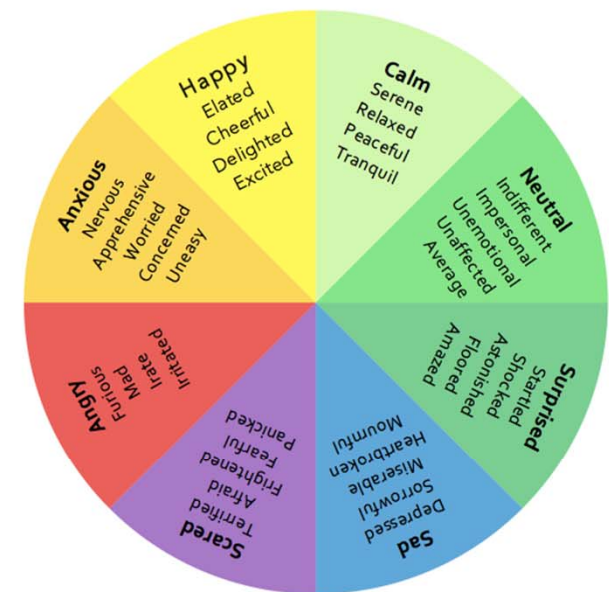 Happy
Elated
Cheerful
Delighted
Excited
Calm
Serene
Relaxed
Peaceful
Tranquil
Neutral
Indifferent
Impersonal
Unemotional
Unaffected
Average
Surprised
Startled
Shocked
Astonished
Floored
Amazed
Sad
Depressed
Sorrowful
Miserable
Heartbroken
Mournful
Scared
Terrified
Afraid
Frightened
Fearful
Panicked
Angry
Furious
Mad
Irate
Irritated
Anxious
Nervous
Apprehensive
Worried
Concerned
Uneasy